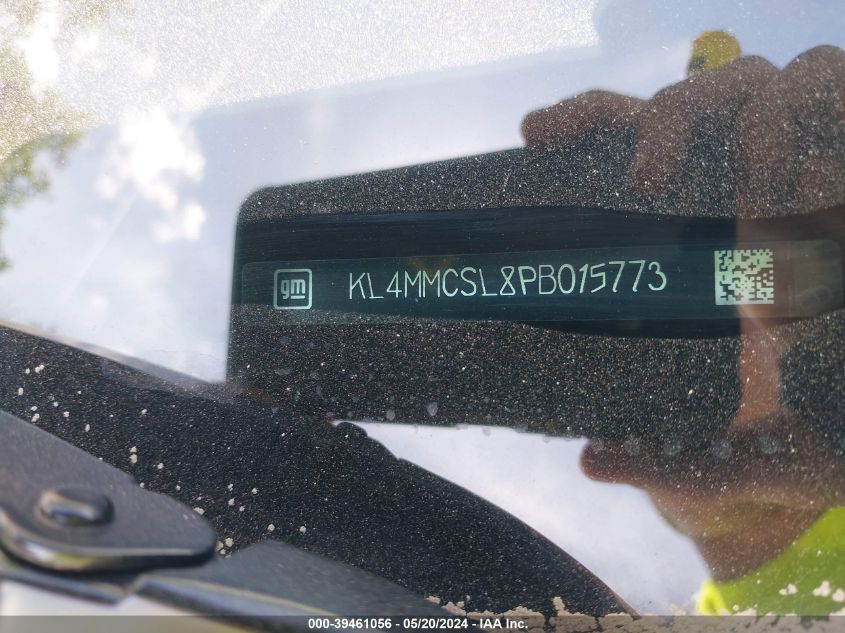 gm KL4MMCSL8PB015773
000-39461056 - 05/20/2024 - IAA Inc.